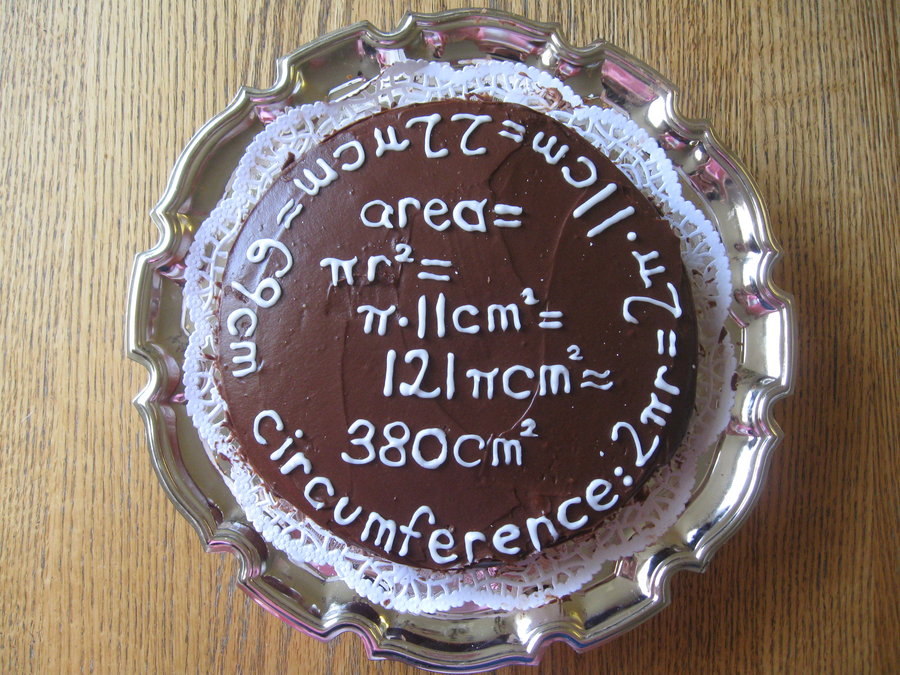 area=
πr²=
π·11cm²=
121πcm²≈
380cm²
circumference:2πr=2π·11cm=22πcm≈69cm